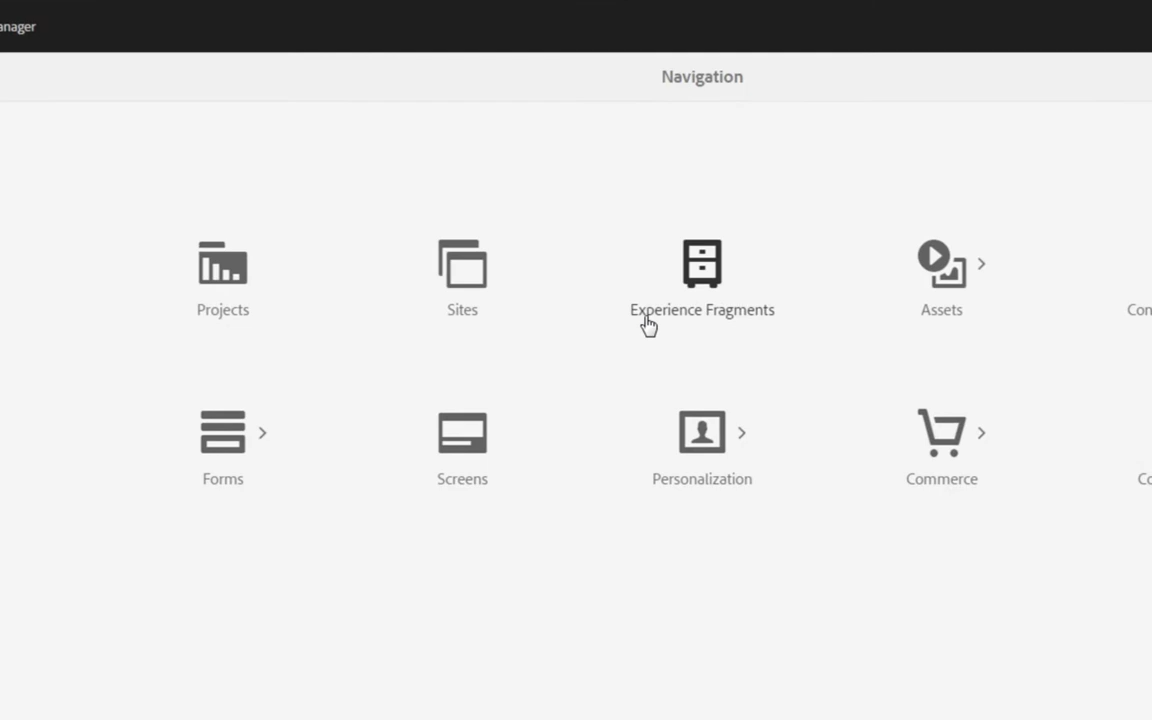 anager
Navigation
Projects
Sites
Experience Fragments
Assets
Con
Forms
Screens
Personalization
Commerce
Co